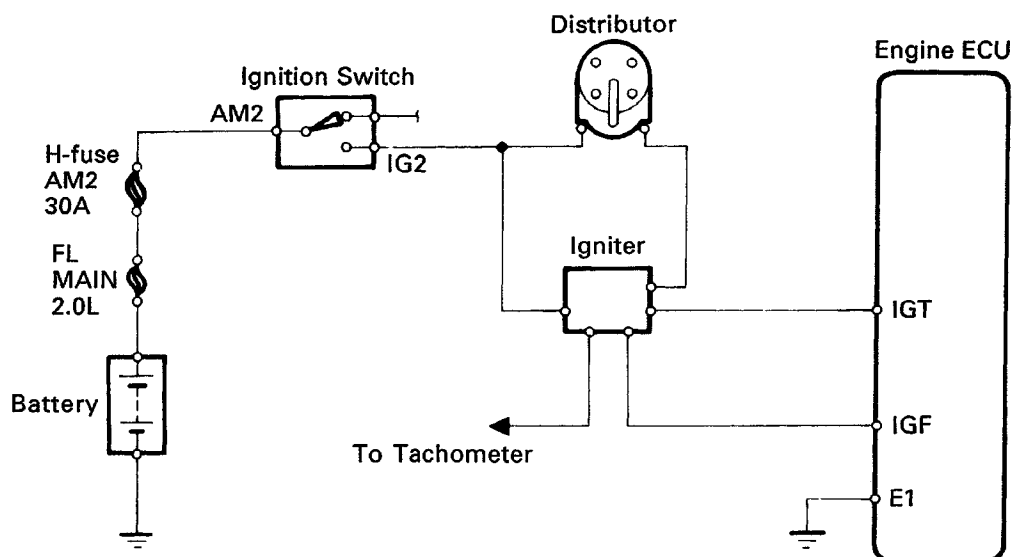 Distributor
Engine ECU
Ignition Switch
AM2
IG2
H-fuse
AM2
30A
FL
MAIN
2.0L
Igniter
IGT
Battery
IGF
To Tachometer
E1